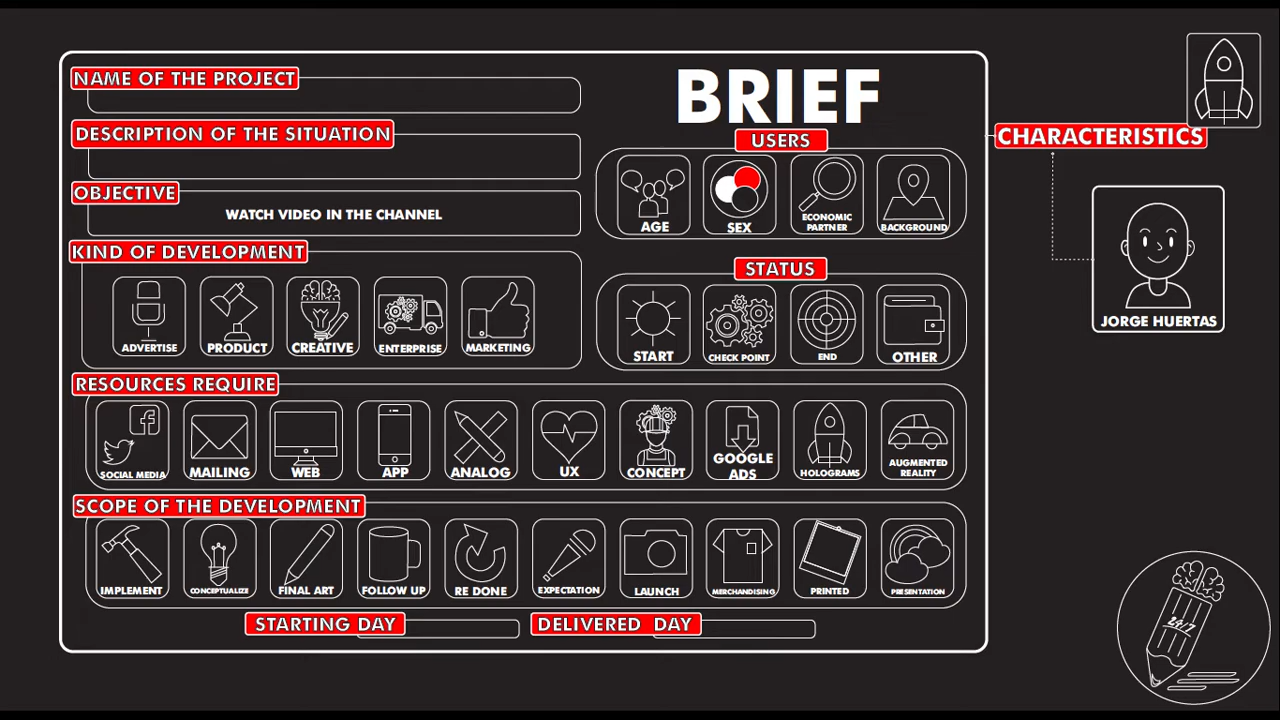 NAME OF THE PROJECT
DESCRIPTION OF THE SITUATION
OBJECTIVE
WATCH VIDEO IN THE CHANNEL
KIND OF DEVELOPMENT
ADVERTISE
PRODUCT
CREATIVE
ENTERPRISE
MARKETING
BRIEF
USERS
AGE
SEX
ECONOMIC
PARTNER
BACKGROUND
STATUS
START
CHECK POINT
END
OTHER
RESOURCES REQUIRE
SOCIAL MEDIA
MAILING
WEB
APP
ANALOG
UX
CONCEPT
GOOGLE
ADS
HOLOGRAMS
AUGMENTED
REALITY
SCOPE OF THE DEVELOPMENT
IMPLEMENT
CONCEPTUALIZE
FINAL ART
FOLLOW UP
RE DONE
EXPECTATION
LAUNCH
MERCHANDISING
PRINTED
PRESENTATION
STARTING DAY
DELIVERED DAY
CHARACTERISTICS
JORGE HUERTAS
24/7